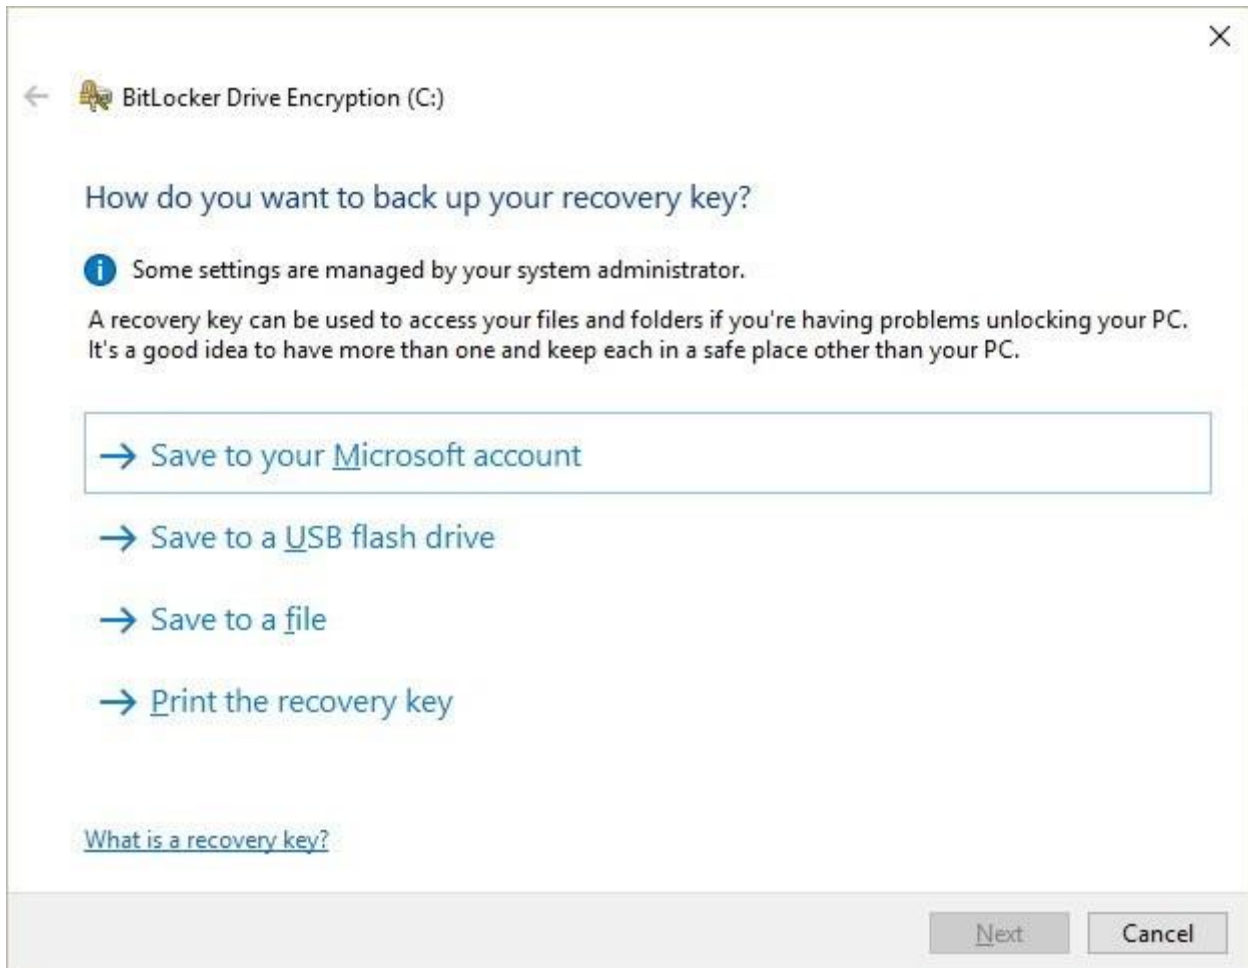 BitLocker Drive Encryption (C:)
How do you want to back up your recovery key?
Some settings are managed by your system administrator.
A recovery key can be used to access your files and folders if you're having problems unlocking your PC.
It's a good idea to have more than one and keep each in a safe place other than your PC.
Save to your Microsoft account
Save to a USB flash drive
Save to a file
Print the recovery key
What is a recovery key?
Next
Cancel